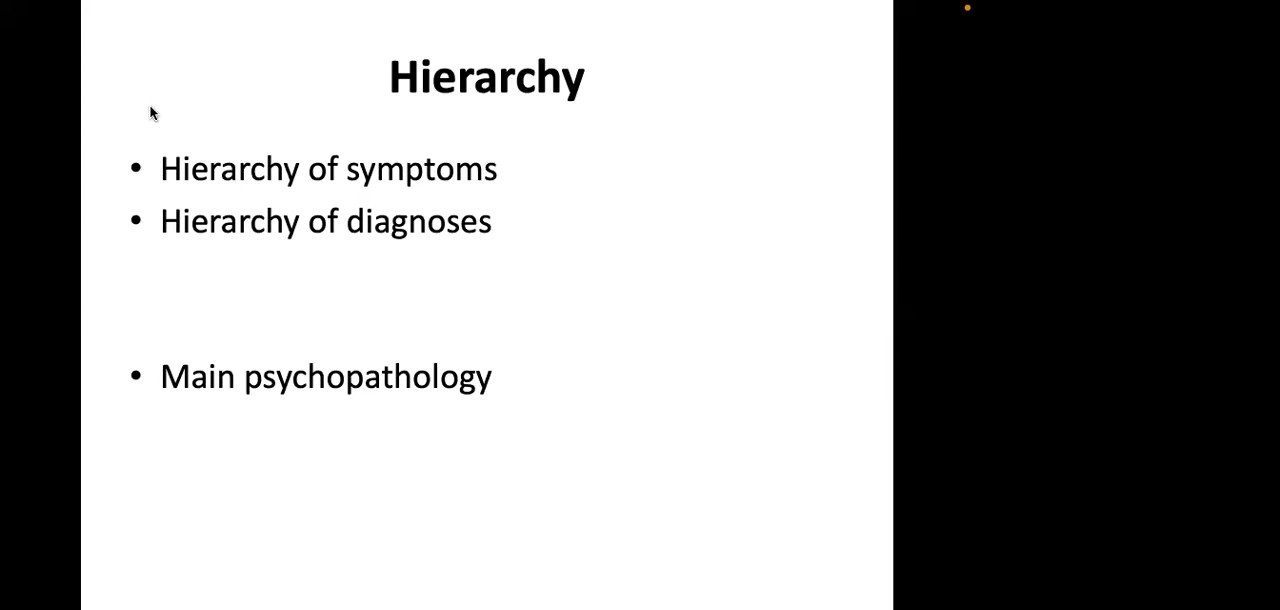 Hierarchy
• Hierarchy of symptoms
• Hierarchy of diagnoses
• Main psychopathology